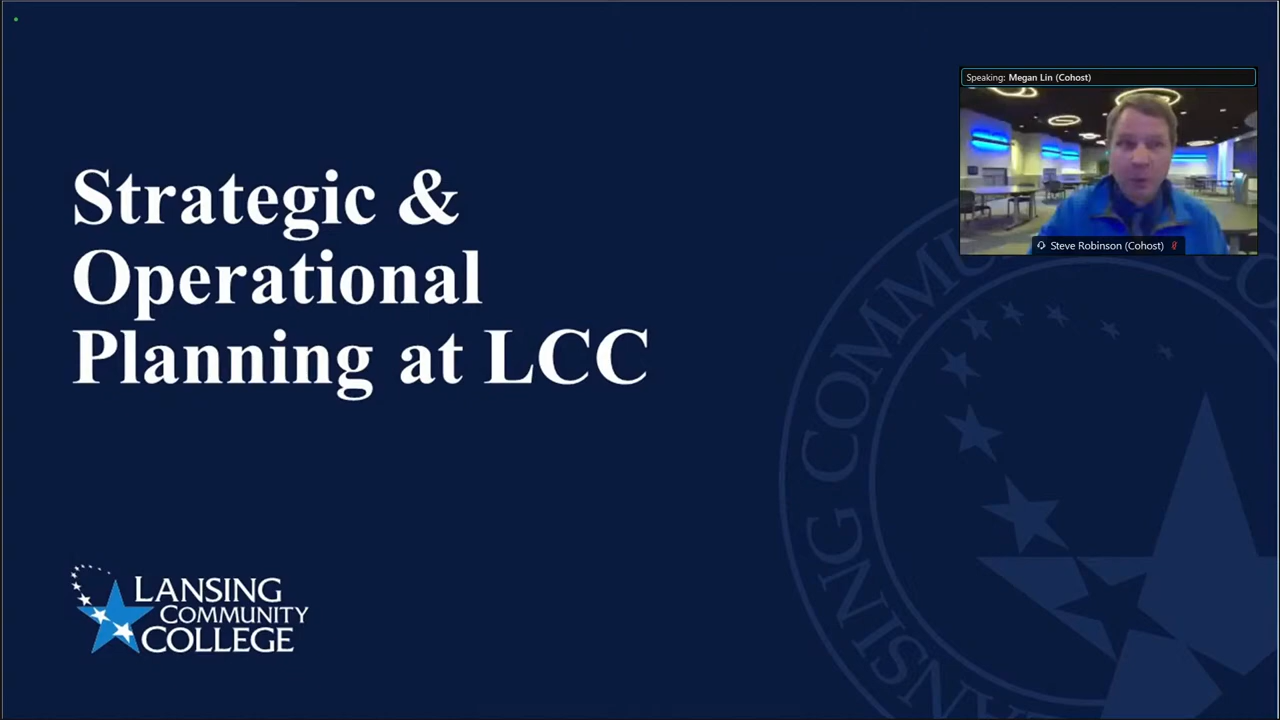 Speaking: Megan Lin (Cohost)
Steve Robinson (Cohost)
Strategic &
Operational
Planning at LCC
LANSING
COMMUNITY
COLLEGE